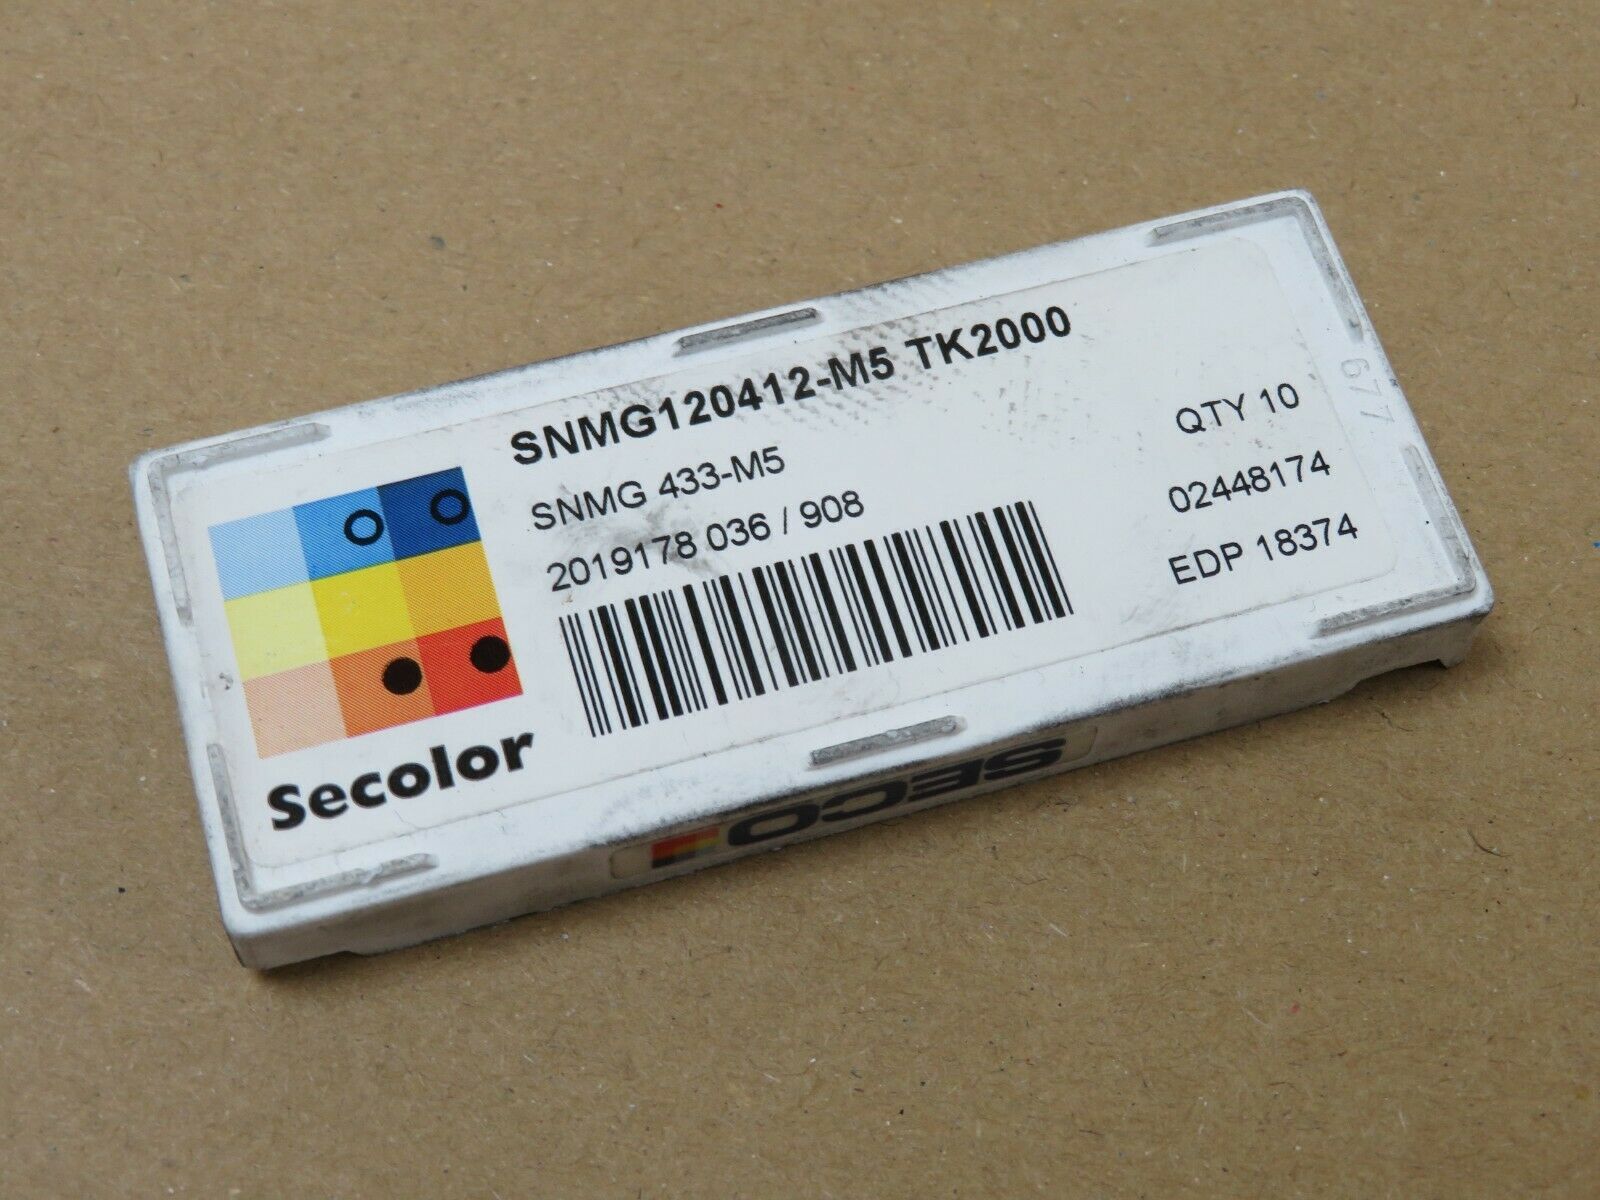 SNMG120412-M5 TK2000
SNMG 433-M5
QTY 10
2019178 036 / 908
02448174
EDP 18374
Secolor
SECO
677